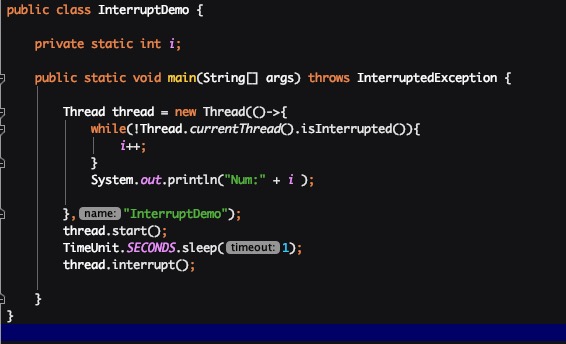 public class InterruptDemo {
private static int i;
public static void main(String[] args) throws InterruptedException {
Thread thread = new Thread(()->{
while(!Thread.currentThread().isInterrupted()){
i++;
}
System.out.println("Num:" + i );
}, name: "InterruptDemo");
thread.start();
TimeUnit.SECONDS.sleep( timeout: 1);
thread.interrupt();
}
}